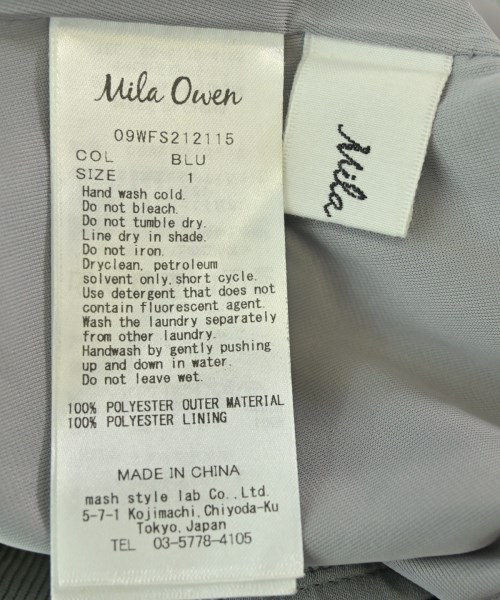 Mila Owen
09WFS212115
COL BLU
SIZE 1
Hand wash cold.
Do not bleach.
Do not tumble dry.
Line dry in shade.
Do not iron.
Dryclean, petroleum
solvent only,short cycle.
Use detergent that does not
contain fluorescent agent.
Wash the laundry separately
from other laundry.
Handwash by gently pushing
up and down in water.
Do not leave wet.
100% POLYESTER OUTER MATERIAL
100% POLYESTER LINING
MADE IN CHINA
mash style lab Co.,Ltd.
5-7-1 Kojimachi,Chiyoda-Ku
Tokyo,Japan
TEL 03-5778-4105
Mila